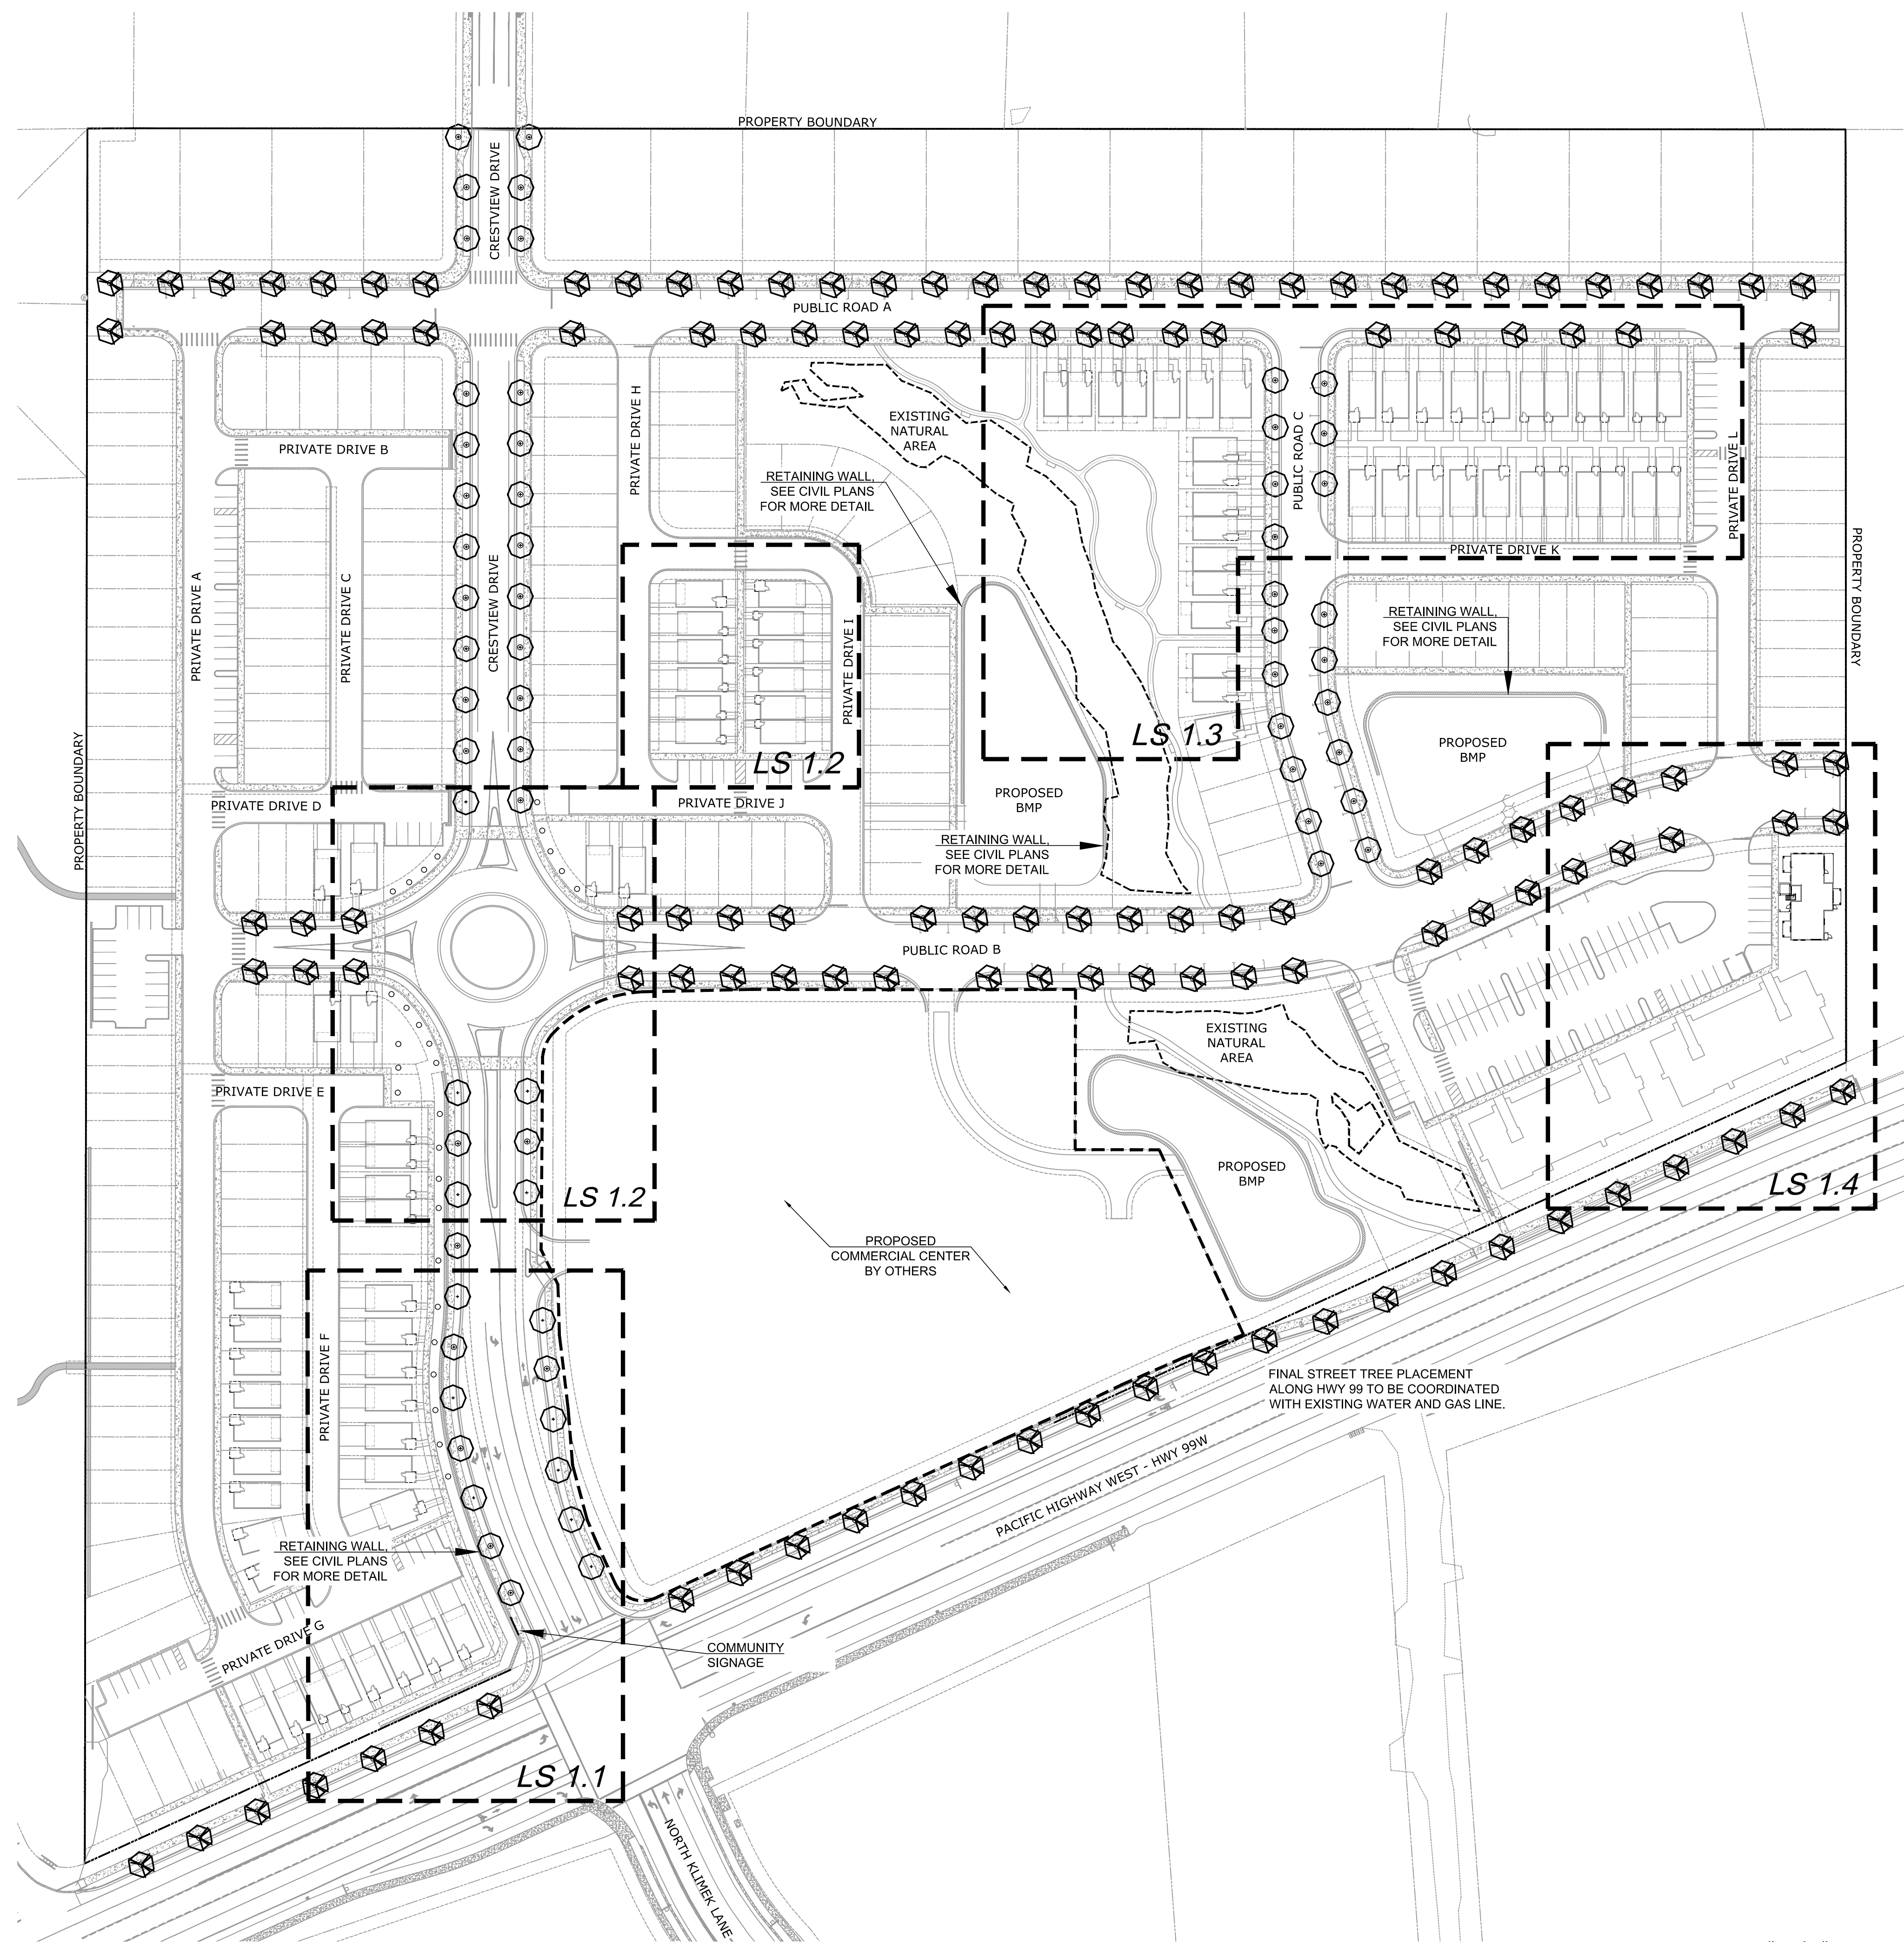 PROPERTY BOUNDARY
CRESTVIEW DRIVE
PUBLIC ROAD A
PRIVATE DRIVE H
EXISTING
NATURAL
AREA
PUBLIC ROAD C
PRIVATE DRIVE L
PRIVATE DRIVE B
RETAINING WALL,
SEE CIVIL PLANS
FOR MORE DETAIL
PRIVATE DRIVE K
PROPERTY BOUNDARY
PRIVATE DRIVE A
PRIVATE DRIVE C
CRESTVIEW DRIVE
PRIVATE DRIVE I
RETAINING WALL,
SEE CIVIL PLANS
FOR MORE DETAIL
LS 1.3
LS 1.2
PROPOSED
BMP
PROPERTY BOUNDARY
PRIVATE DRIVE D
PRIVATE DRIVE J
PROPOSED
BMP
RETAINING WALL,
SEE CIVIL PLANS
FOR MORE DETAIL
PUBLIC ROAD B
EXISTING
NATURAL
AREA
PRIVATE DRIVE E
PROPOSED
BMP
LS 1.2
LS 1.4
PROPOSED
COMMERCIAL CENTER
BY OTHERS
PRIVATE DRIVE F
FINAL STREET TREE PLACEMENT
ALONG HWY 99 TO BE COORDINATED
WITH EXISTING WATER AND GAS LINE.
PACIFIC HIGHWAY WEST - HWY 99W
RETAINING WALL,
SEE CIVIL PLANS
FOR MORE DETAIL
PRIVATE DRIVE G
COMMUNITY
SIGNAGE
LS 1.1
NORTH KLIMEK LANE